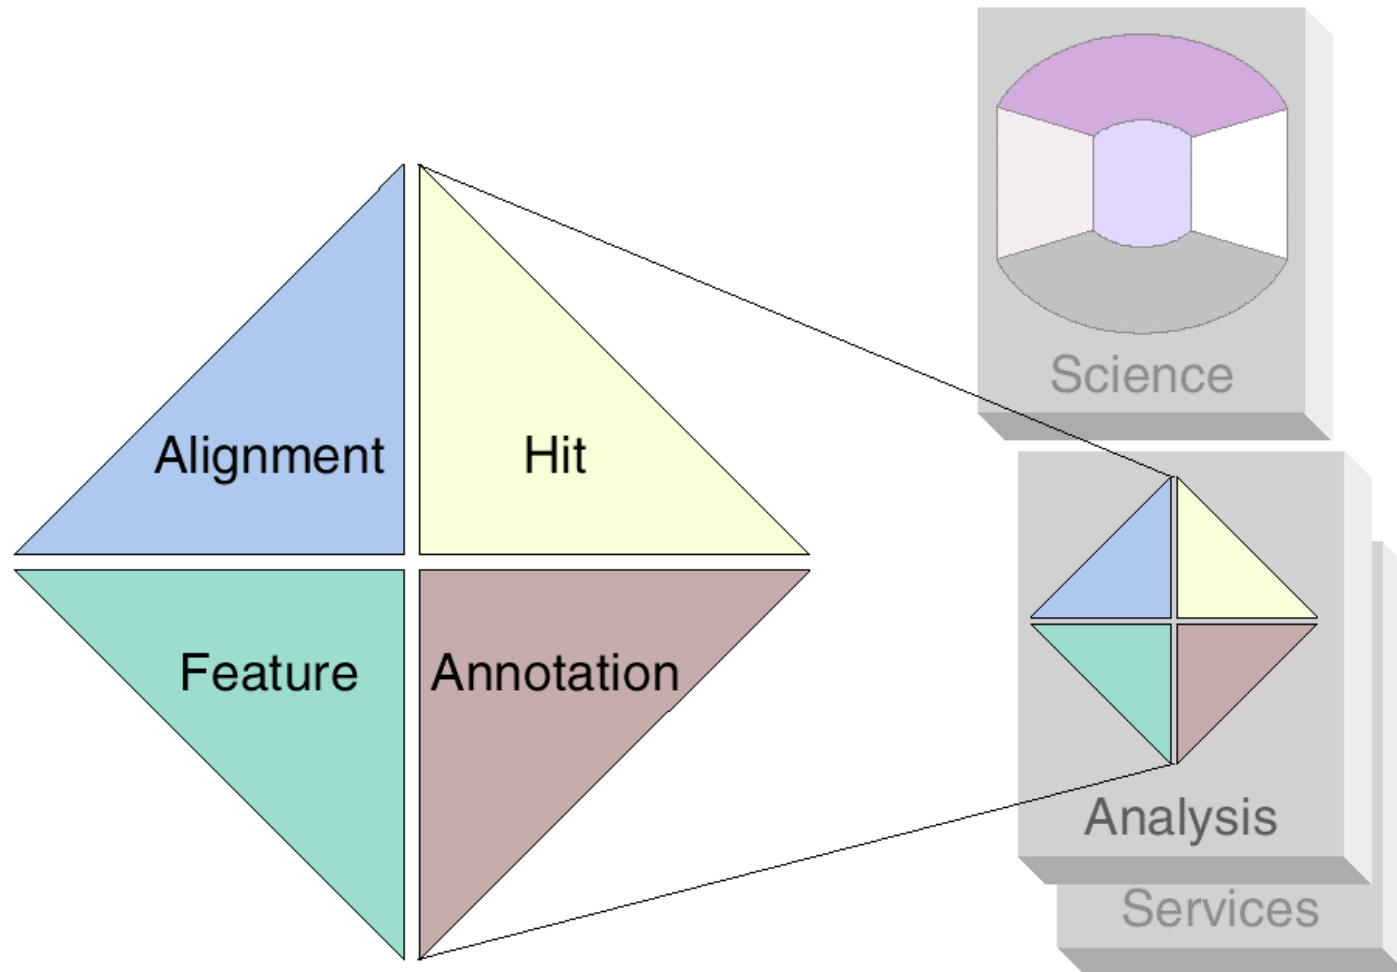 Science
Alignment
Hit
Feature
Annotation
Analysis
Services